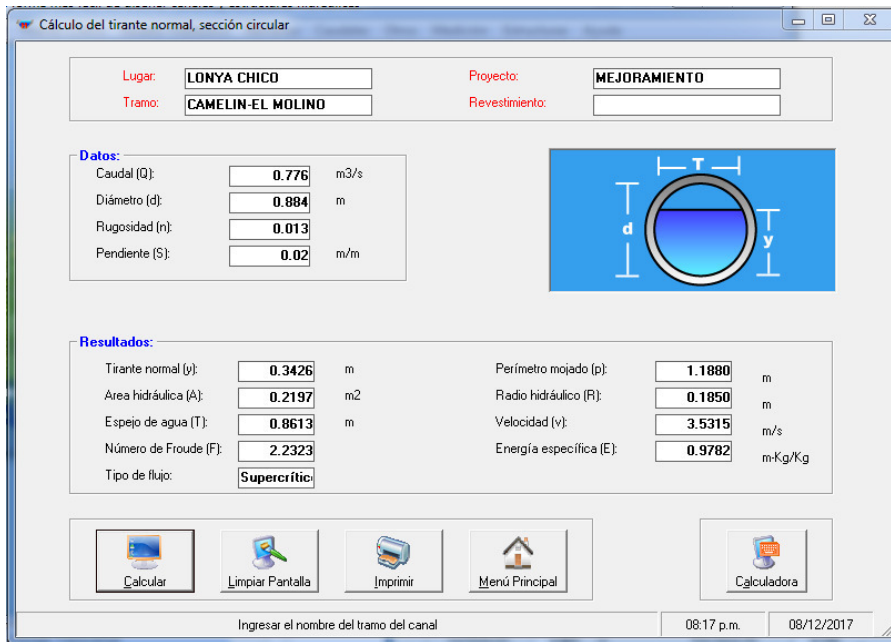 Cálculo del tirante normal, sección circular
Lugar: LONYA CHICO Proyecto: MEJORAMIENTO
Tramo: CAMELIN-EL MOLINO Revestimiento:
Datos:
Caudal (Q): 0.776 m3/s
Diámetro (d): 0.884 m
Rugosidad (n): 0.013
Pendiente (S): 0.02 m/m
T
d
y
Resultados:
Tirante normal (y): 0.3426 m Perímetro mojado (p): 1.1880 m
Area hidráulica (A): 0.2197 m2 Radio hidráulico (R): 0.1850 m
Espejo de agua (T): 0.8613 m Velocidad (v): 3.5315 m/s
Número de Froude (F): 2.2323 Energía específica (E): 0.9782 m-Kg/Kg
Tipo de flujo: Supercrític
Calcular Limpiar Pantalla Imprimir Menú Principal Calculadora
Ingresar el nombre del tramo del canal 08:17 p.m. 08/12/2017